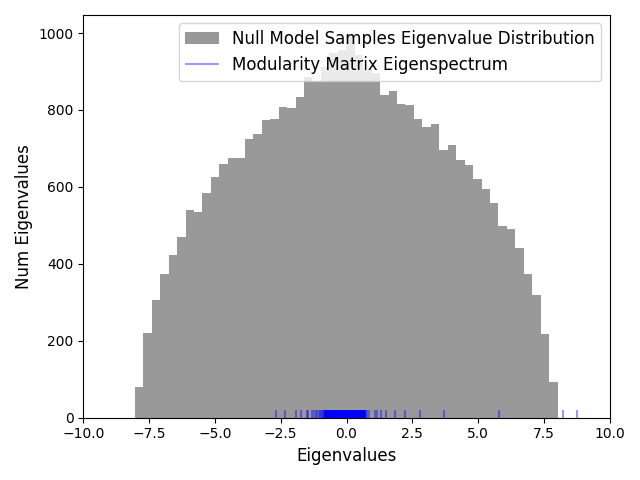 Null Model Samples Eigenvalue Distribution
Modularity Matrix Eigenspectrum
Num Eigenvalues
1000
800
600
400
200
0
−10.0 −7.5 −5.0 −2.5 0.0 2.5 5.0 7.5 10.0
Eigenvalues